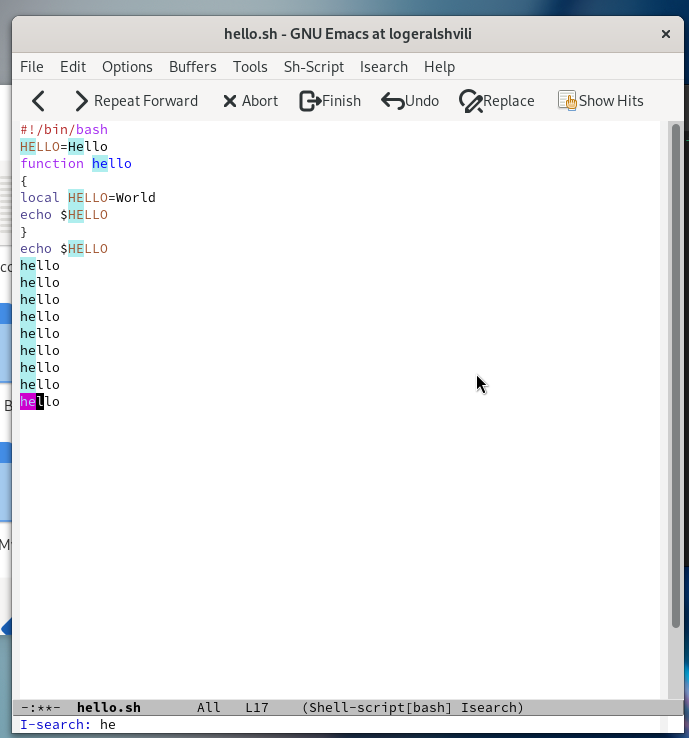 hello.sh - GNU Emacs at logeralshvili
File Edit Options Buffers Tools Sh-Script Isearch Help
Repeat Forward Abort Finish Undo Replace Show Hits
#!/bin/bash
HELLO=Hello
function hello
{
local HELLO=World
echo $HELLO
}
echo $HELLO
hello
hello
hello
hello
hello
hello
hello
hello
hello
-:**- hello.sh All L17 (Shell-script[bash] Isearch)
I-search: he